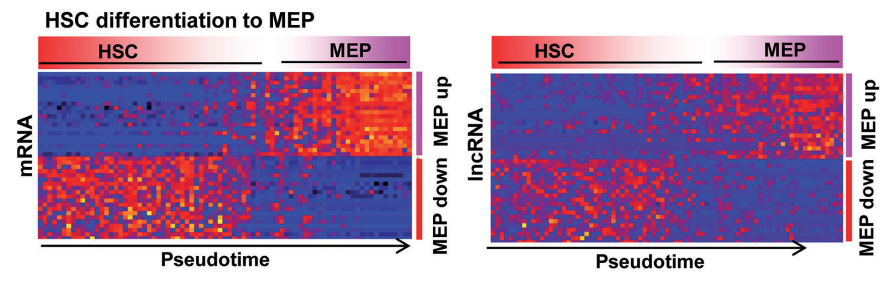 HSC differentiation to MEP
HSC
MEP
mRNA
MEP up
MEP down
Pseudotime
HSC
MEP
lncRNA
MEP up
MEP down
Pseudotime